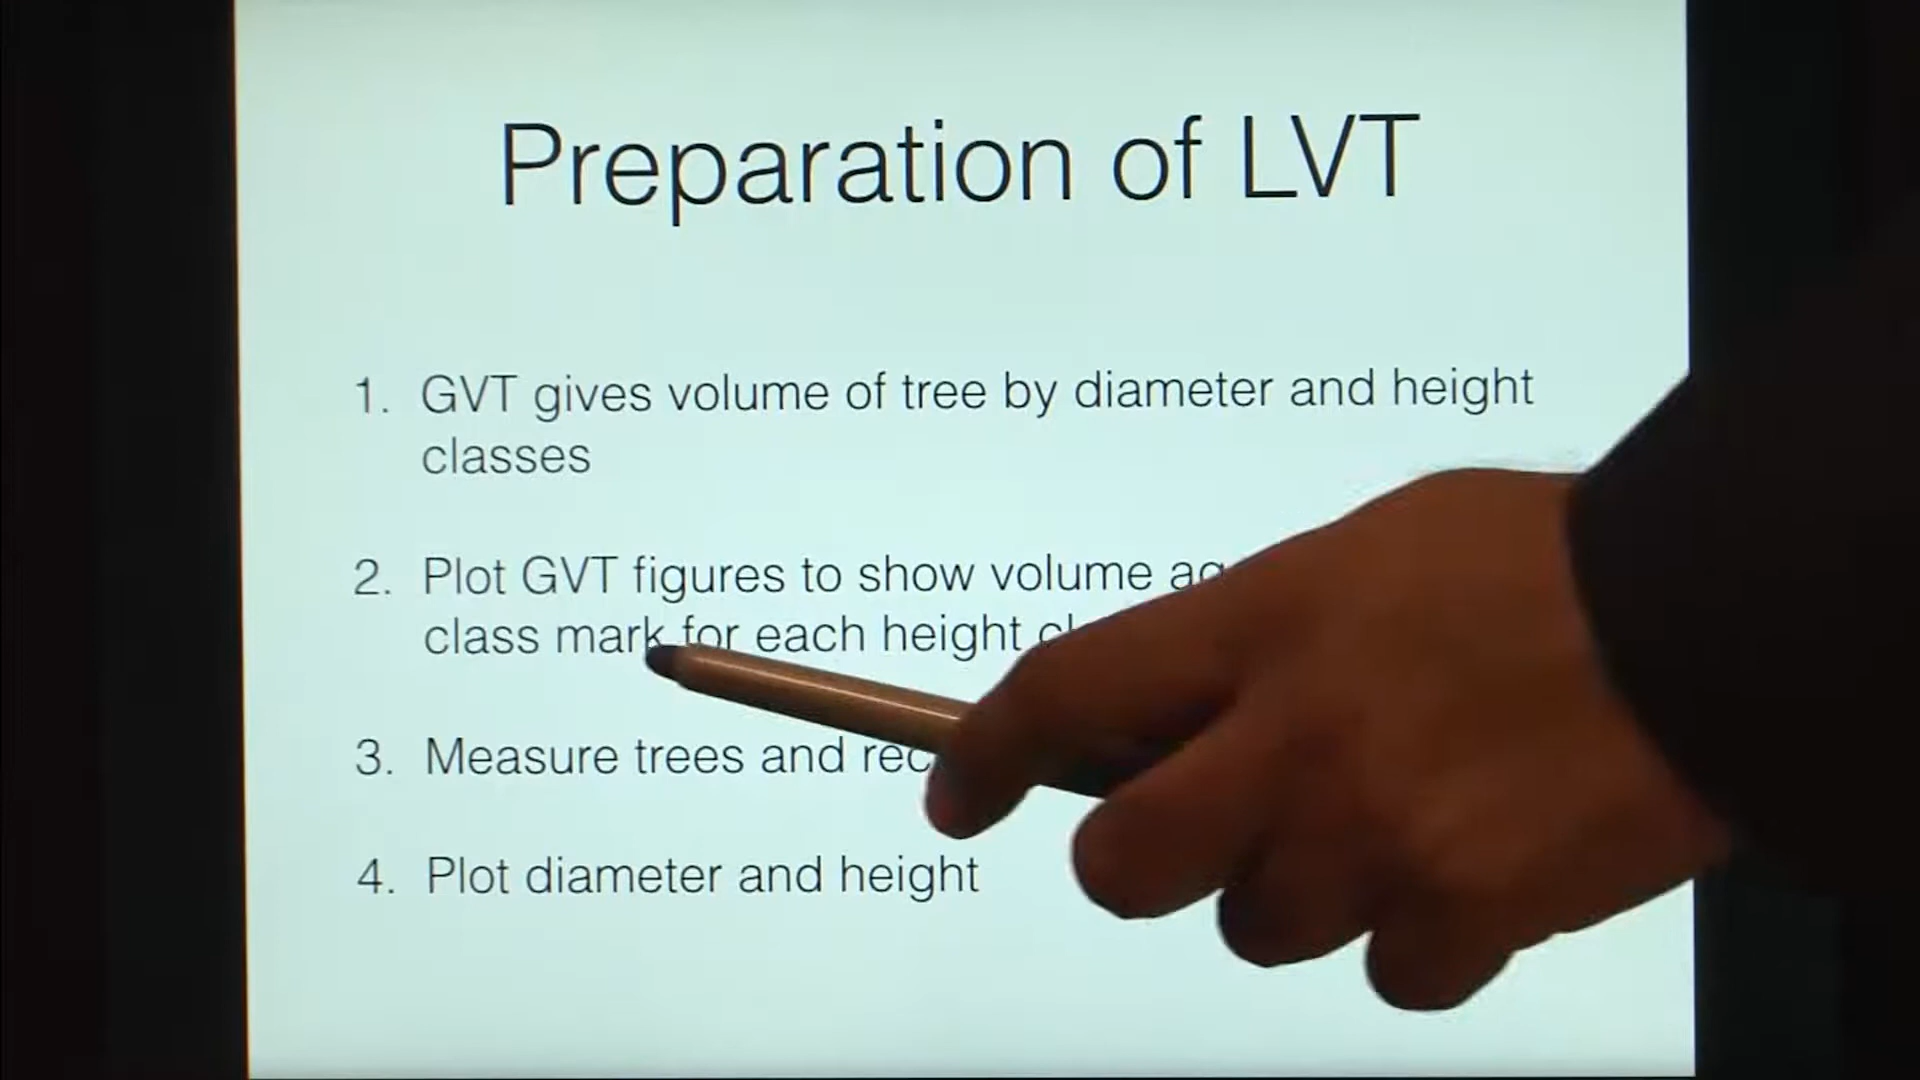 Preparation of LVT
1. GVT gives volume of tree by diameter and height
classes
2. Plot GVT figures to show volume
class mark for each height
3. Measure trees and
4. Plot diameter and height